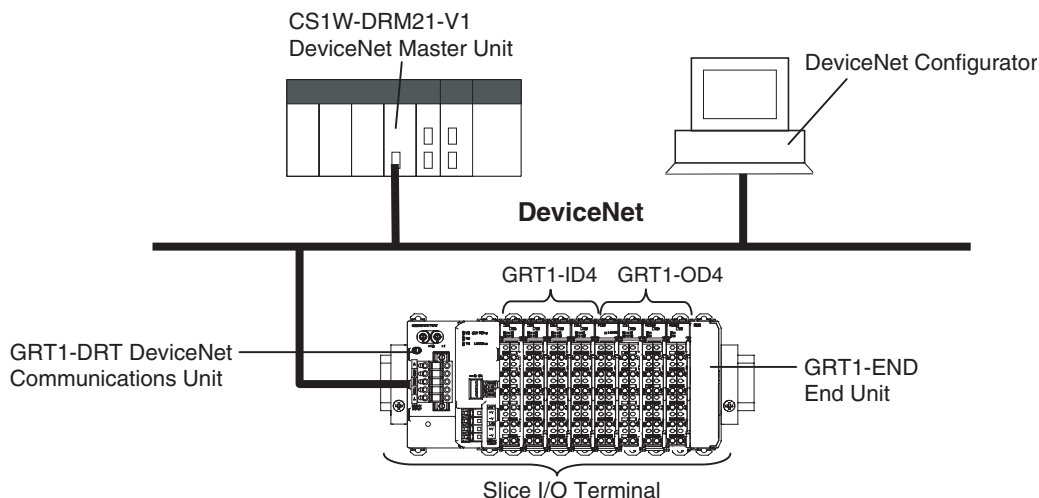 CS1W-DRM21-V1
DeviceNet Master Unit
DeviceNet Configurator
DeviceNet
GRT1-ID4
GRT1-OD4
GRT1-DRT DeviceNet
Communications Unit
GRT1-END
End Unit
Slice I/O Terminal